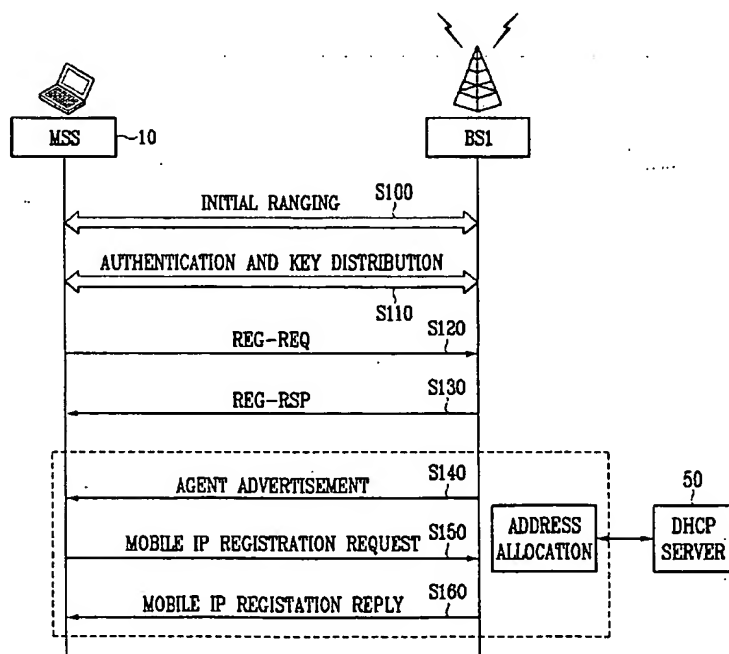 MSS
10
BS1
INITIAL RANGING
S100
AUTHENTICATION AND KEY DISTRIBUTION
S110
REG-REQ
S120
REG-RSP
S130
AGENT ADVERTISEMENT
S140
MOBILE IP REGISTRATION REQUEST
S150
MOBILE IP REGISTATION REPLY
S160
ADDRESS
ALLOCATION
50
DHCP
SERVER